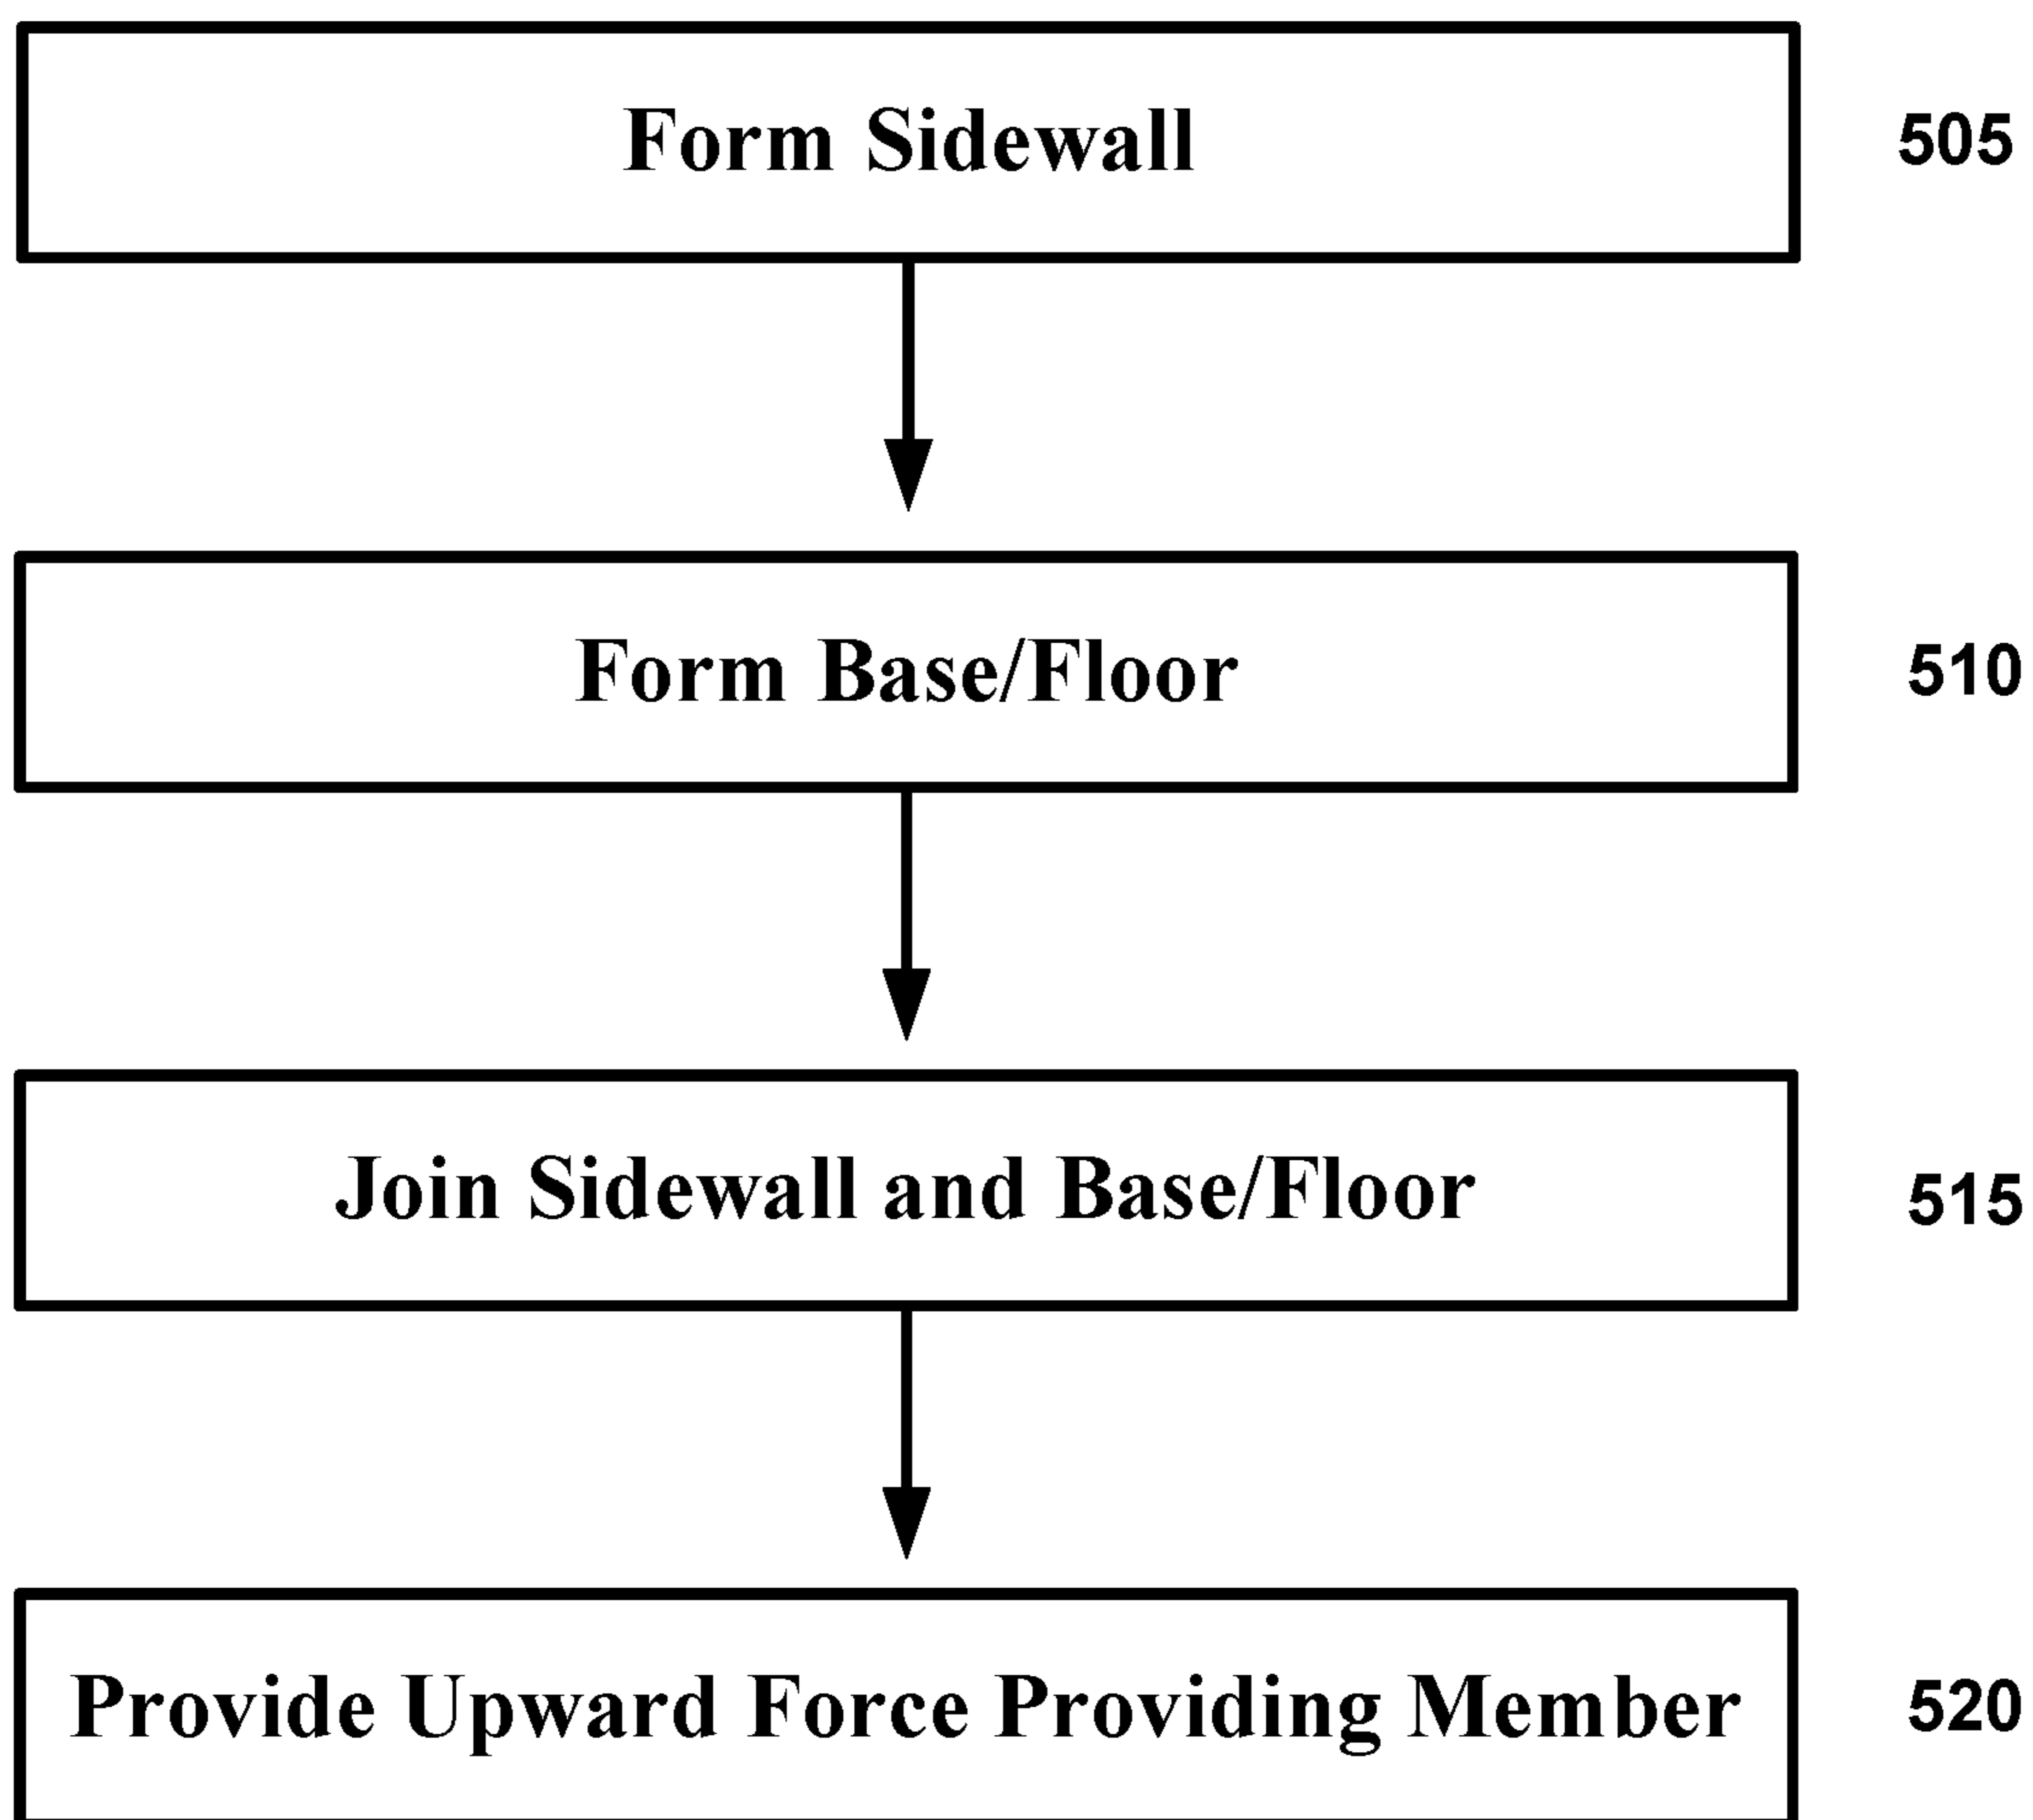 Form Sidewall 505
Form Base/Floor 510
Join Sidewall and Base/Floor 515
Provide Upward Force Providing Member 520